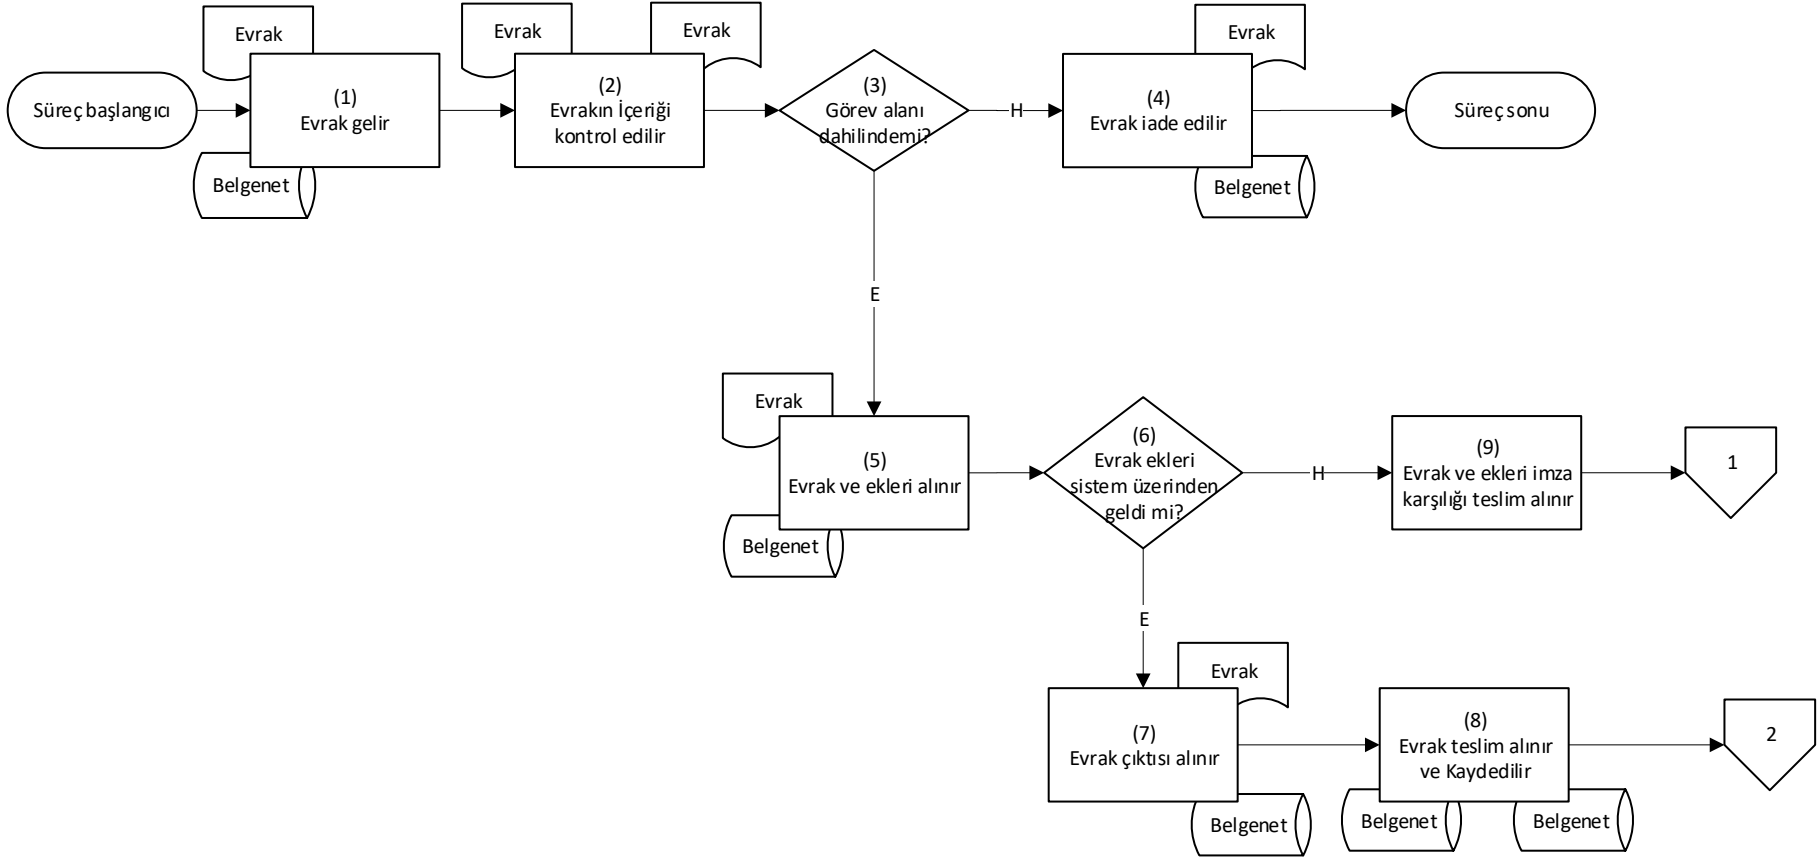 Evrak
Evrak
Evrak
Evrak
Süreç başlangıcı
(1)
Evrak gelir
(2)
Evrakın İçeriği
kontrol edilir
(3)
Görev alanı
dahilindemi?
H
(4)
Evrak iade edilir
Süreç sonu
Belgenet
Belgenet
E
Evrak
(5)
Evrak ve ekleri alınır
(6)
Evrak ekleri
sistem üzerinden
geldi mi?
H
(9)
Evrak ve ekleri imza
karşılığı teslim alınır
1
Belgenet
E
Evrak
(7)
Evrak çıktısı alınır
(8)
Evrak teslim alınır
ve Kaydedilir
2
Belgenet
Belgenet
Belgenet